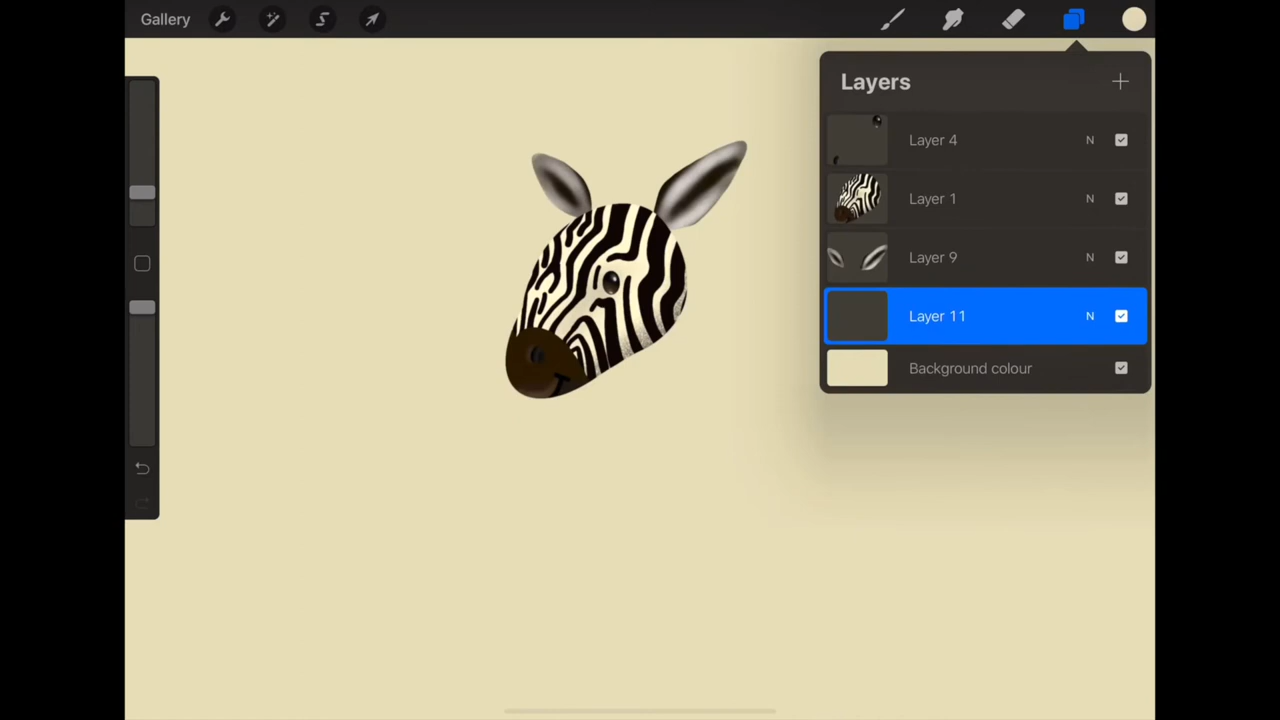 Gallery
Layers
Layer 4 N
Layer 1 N
Layer 9 N
Layer 11 N
Background colour